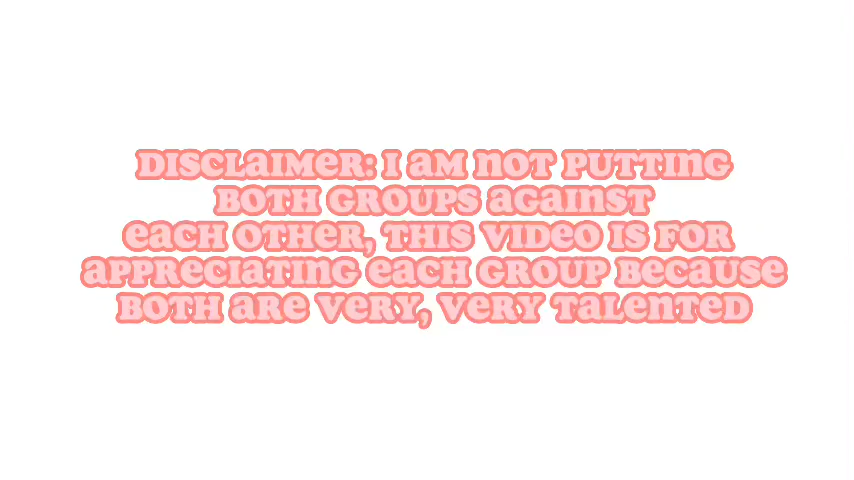 DISCLAIMER: I AM NOT PUTTING
BOTH GROUPS AGAINST
EACH OTHER, THIS VIDEO IS FOR
APPRECIATING EACH GROUP BECAUSE
BOTH ARE VERY, VERY TALENTED